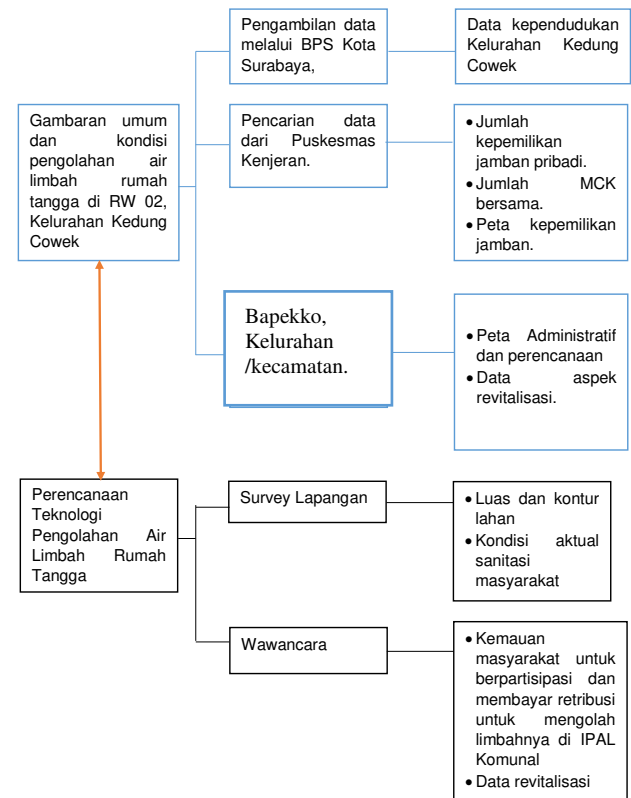 Pengambilan data
melalui BPS Kota
Surabaya,
Data kependudukan
Kelurahan Kedung
Cowek
Gambaran umum
dan kondisi
pengolahan air
limbah rumah
tangga di RW 02,
Kelurahan Kedung
Cowek
Pencarian data
dari Puskesmas
Kenjeran.
• Jumlah
kepemilikan
jamban pribadi.
• Jumlah MCK
bersama.
• Peta kepemilikan
jamban.
Bapekko,
Kelurahan
/kecamatan.
• Peta Administratif
dan perencanaan
• Data aspek
revitalisasi.
Perencanaan
Teknologi
Pengolahan Air
Limbah Rumah
Tangga
Survey Lapangan
• Luas dan kontur
lahan
• Kondisi aktual
sanitasi
masyarakat
Wawancara
• Kemauan
masyarakat untuk
berpartisipasi dan
membayar retribusi
untuk mengolah
limbahnya di IPAL
Komunal
• Data revitalisasi